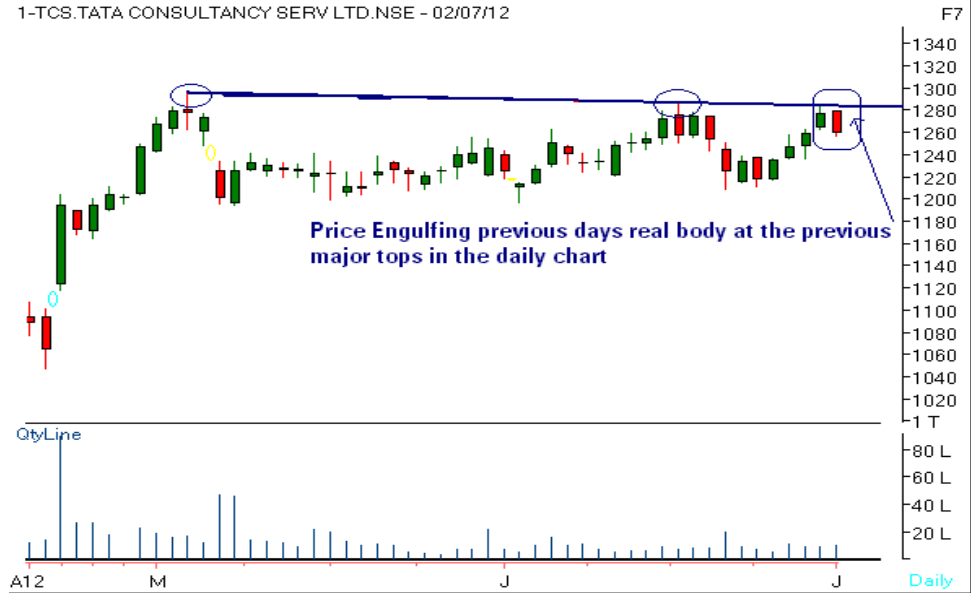 1-TCS.TATA CONSULTANCY SERV LTD.NSE - 02/07/12 F7
1340
1320
1300
1280
1260
1240
1220
1200
Price Engulfing previous days real body at the previous
1180
major tops in the daily chart
1160
1140
1120
1100
1080
1060
1040
1020
1 T
QtyLine
80 L
60 L
40 L
20 L
A12 M J J Daily